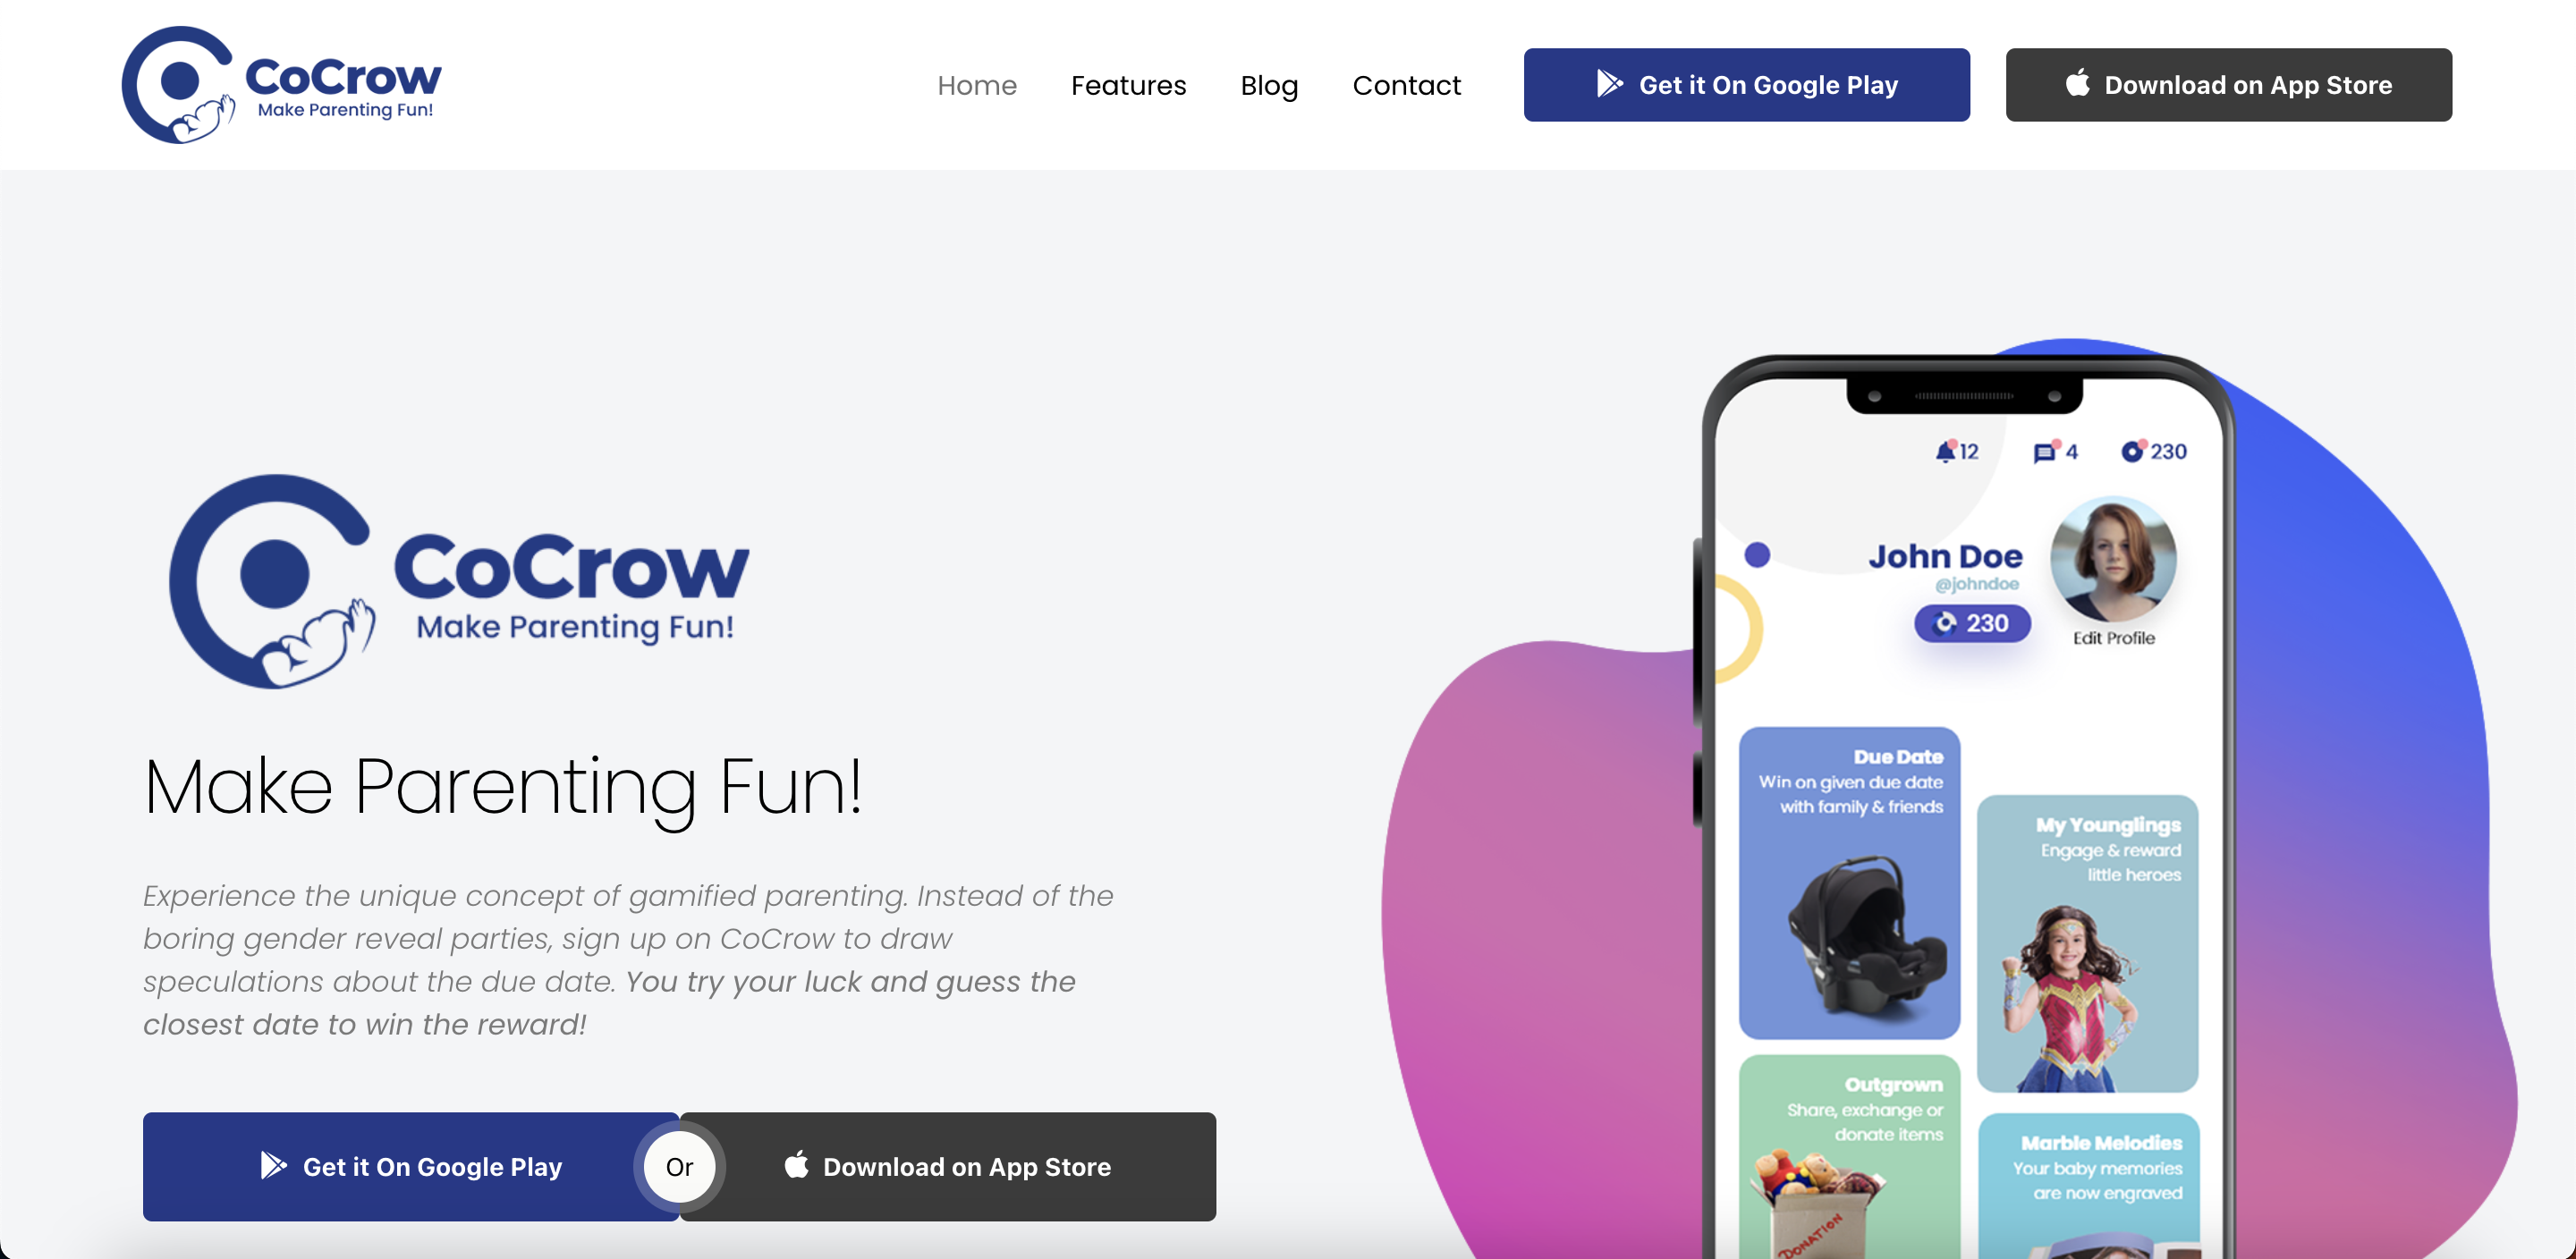 CoCrow
Make Parenting Fun!
Home
Features
Blog
Contact
Get it On Google Play
Download on App Store
CoCrow
Make Parenting Fun!
Make Parenting Fun!
Experience the unique concept of gamified parenting. Instead of the
boring gender reveal parties, sign up on CoCrow to draw
speculations about the due date. You try your luck and guess the
closest date to win the reward!
Get it On Google Play
Or
Download on App Store
12
4
230
John Doe
@johndoe
230
Edit Profile
Due Date
Win on given due date
with family & friends
My Younglings
Engage & reward
little heroes
Outgrown
Share, exchange or
donate items
DONATION
Marble Melodies
Your baby memories
are now engraved